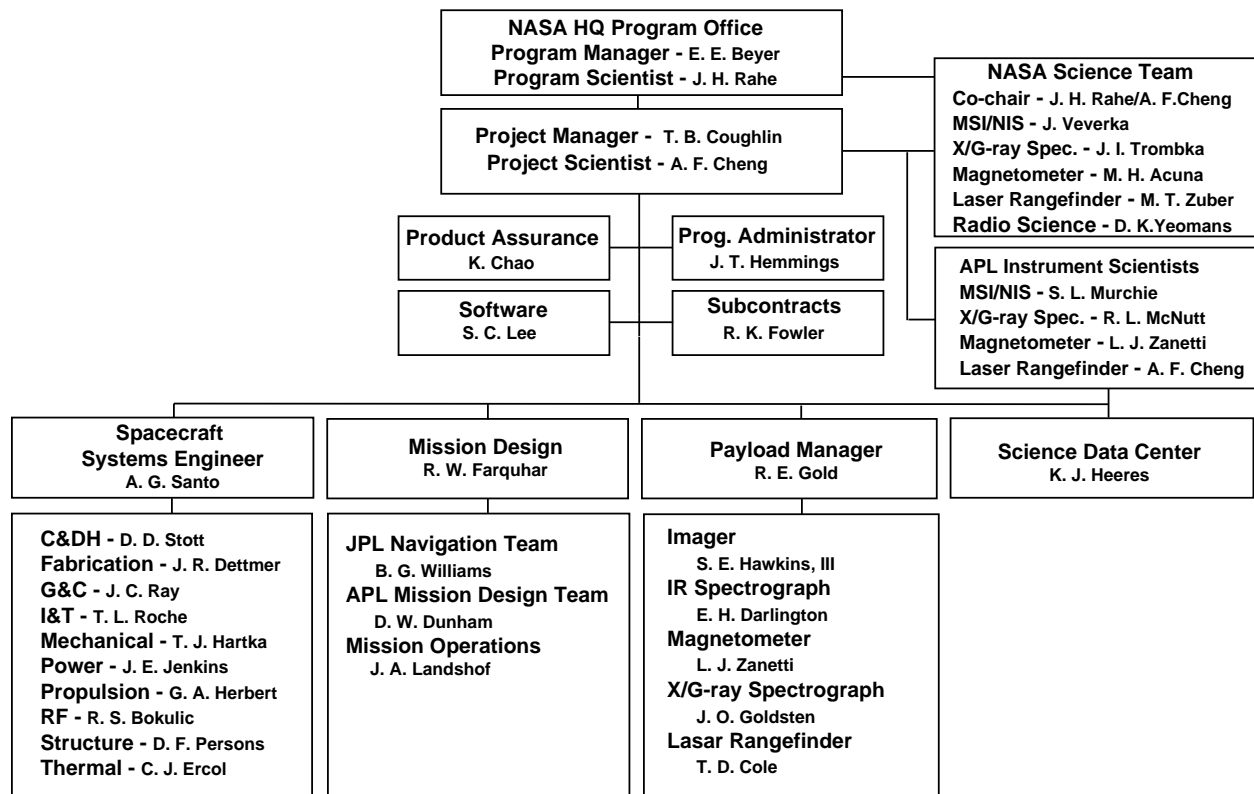 NASA HQ Program Office
Program Manager - E. E. Beyer
Program Scientist - J. H. Rahe
NASA Science Team
Co-chair - J. H. Rahe/A. F.Cheng
MSI/NIS - J. Veverka
X/G-ray Spec. - J. I. Trombka
Magnetometer - M. H. Acuna
Laser Rangefinder - M. T. Zuber
Radio Science - D. K.Yeomans
Project Manager - T. B. Coughlin
Project Scientist - A. F. Cheng
Product Assurance
K. Chao
Prog. Administrator
J. T. Hemmings
Software
S. C. Lee
Subcontracts
R. K. Fowler
APL Instrument Scientists
MSI/NIS - S. L. Murchie
X/G-ray Spec. - R. L. McNutt
Magnetometer - L. J. Zanetti
Laser Rangefinder - A. F. Cheng
Spacecraft
Systems Engineer
A. G. Santo
Mission Design
R. W. Farquhar
Payload Manager
R. E. Gold
Science Data Center
K. J. Heeres
C&DH - D. D. Stott
Fabrication - J. R. Dettmer
G&C - J. C. Ray
I&T - T. L. Roche
Mechanical - T. J. Hartka
Power - J. E. Jenkins
Propulsion - G. A. Herbert
RF - R. S. Bokulic
Structure - D. F. Persons
Thermal - C. J. Ercol
JPL Navigation Team
B. G. Williams
APL Mission Design Team
D. W. Dunham
Mission Operations
J. A. Landshof
Imager
S. E. Hawkins, III
IR Spectrograph
E. H. Darlington
Magnetometer
L. J. Zanetti
X/G-ray Spectrograph
J. O. Goldsten
Lasar Rangefinder
T. D. Cole